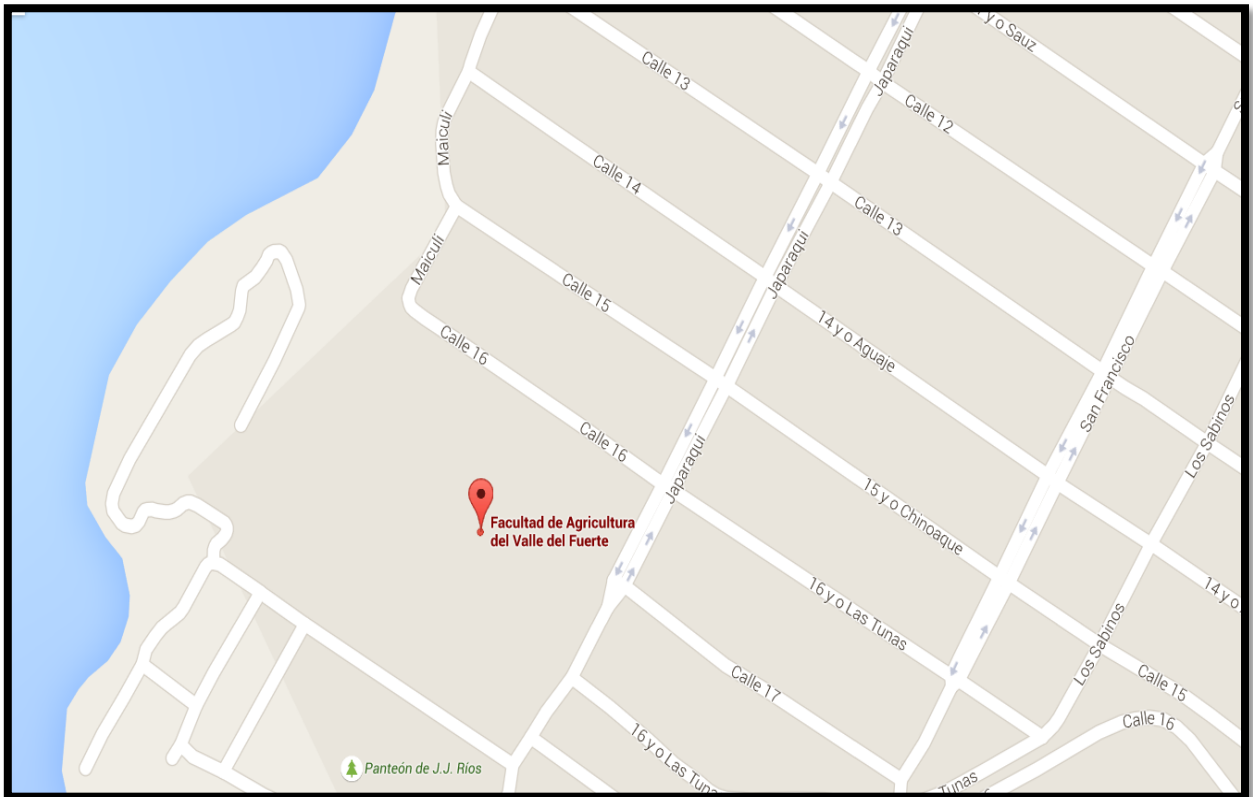 y o Sauz
Japaraqui
Calle 13
Calle 12
Maiculi
Calle 14
Calle 13
Maiculi
Japaraqui
Calle 15
14 y o Aguaje
Calle 16
San Francisco
Los Sabinos
Calle 16
Japaraqui
15 y o Chinoaque
Facultad de Agricultura
del Valle del Fuerte
16 y o Las Tunas
14 y o
Los Sabinos
Calle 17
Calle 15
Calle 16
16 y o Las Tuna
Panteón de J.J. Ríos
Tunas